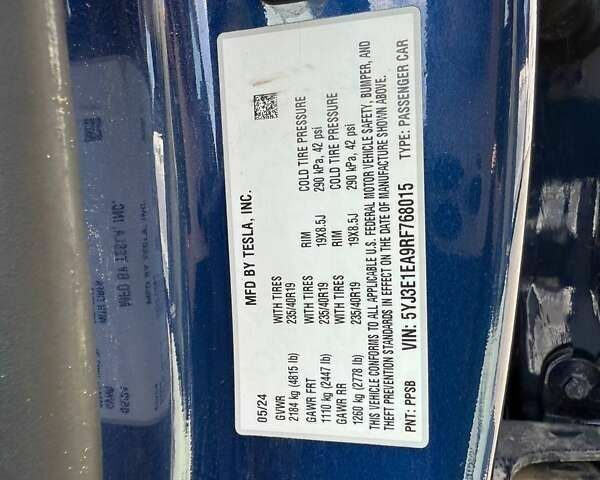 05/24 MFD BY TESLA, INC.
GVWR WITH TIRES RIM COLD TIRE PRESSURE
2184 kg (4815 lb) 235/40R19 19X8.5J 290 kPa, 42 psi
GAWR FRT WITH TIRES RIM COLD TIRE PRESSURE
1110 kg (2447 lb) 235/40R19 19X8.5J 290 kPa, 42 psi
GAWR RR WITH TIRES
1260 kg (2778 lb) 235/40R19
THIS VEHICLE CONFORMS TO ALL APPLICABLE U.S. FEDERAL MOTOR VEHICLE SAFETY, BUMPER, AND
THEFT PREVENTION STANDARDS IN EFFECT ON THE DATE OF MANUFACTURE SHOWN ABOVE.
PNT: PPSB VIN: 5YJ3E1EA9RF768015 TYPE: PASSENGER CAR